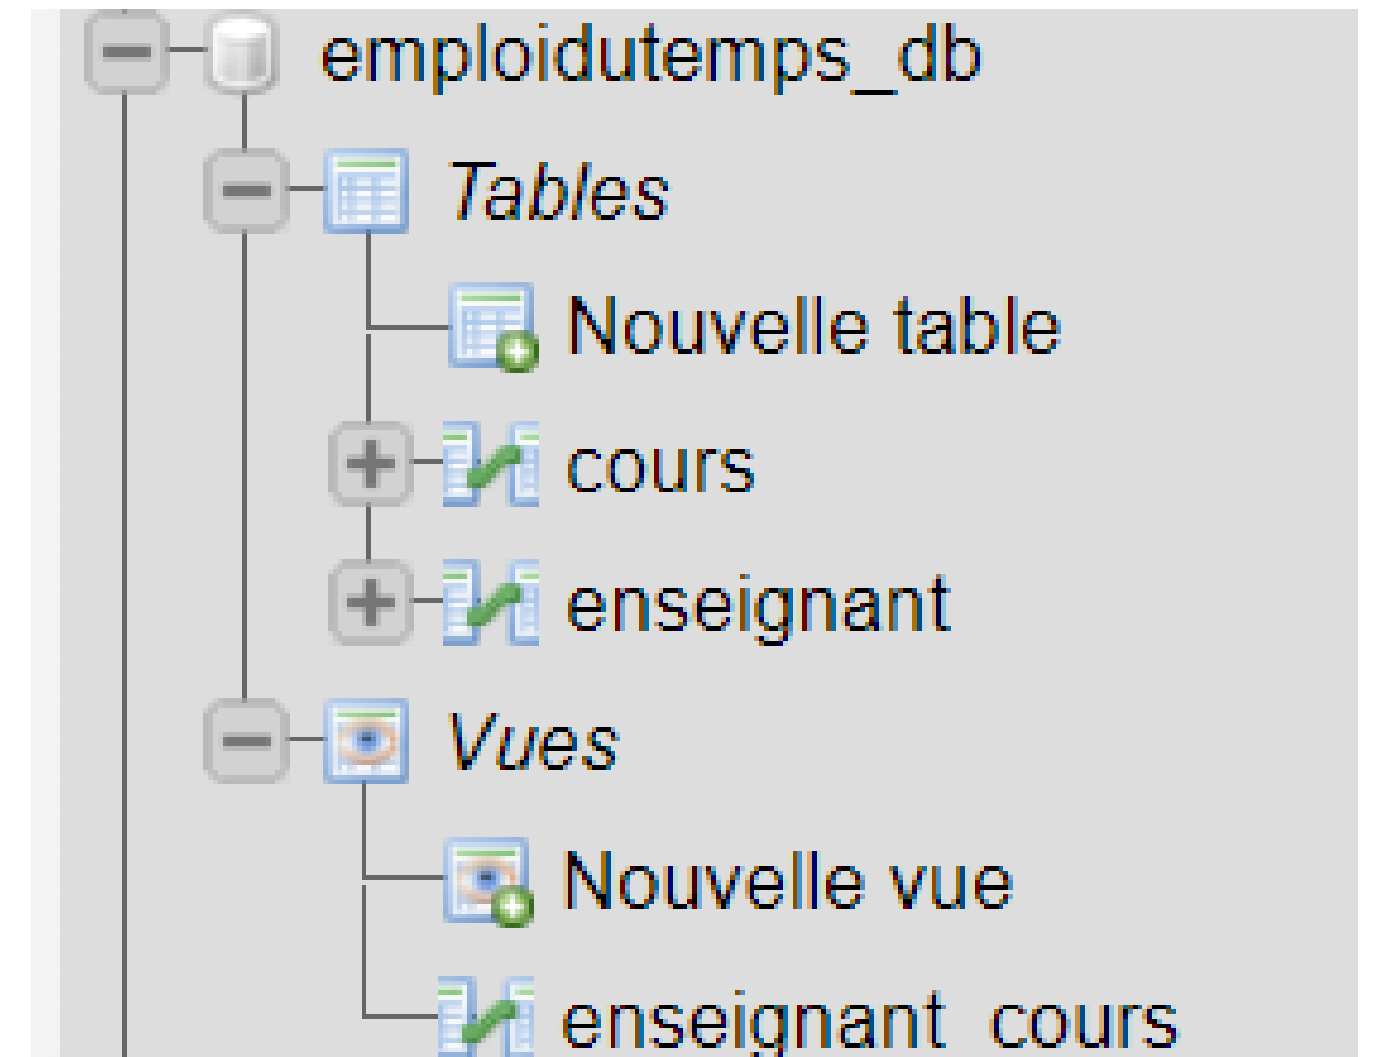 emploidutemps_db
Tables
Nouvelle table
cours
enseignant
Vues
Nouvelle vue
enseignant_cours